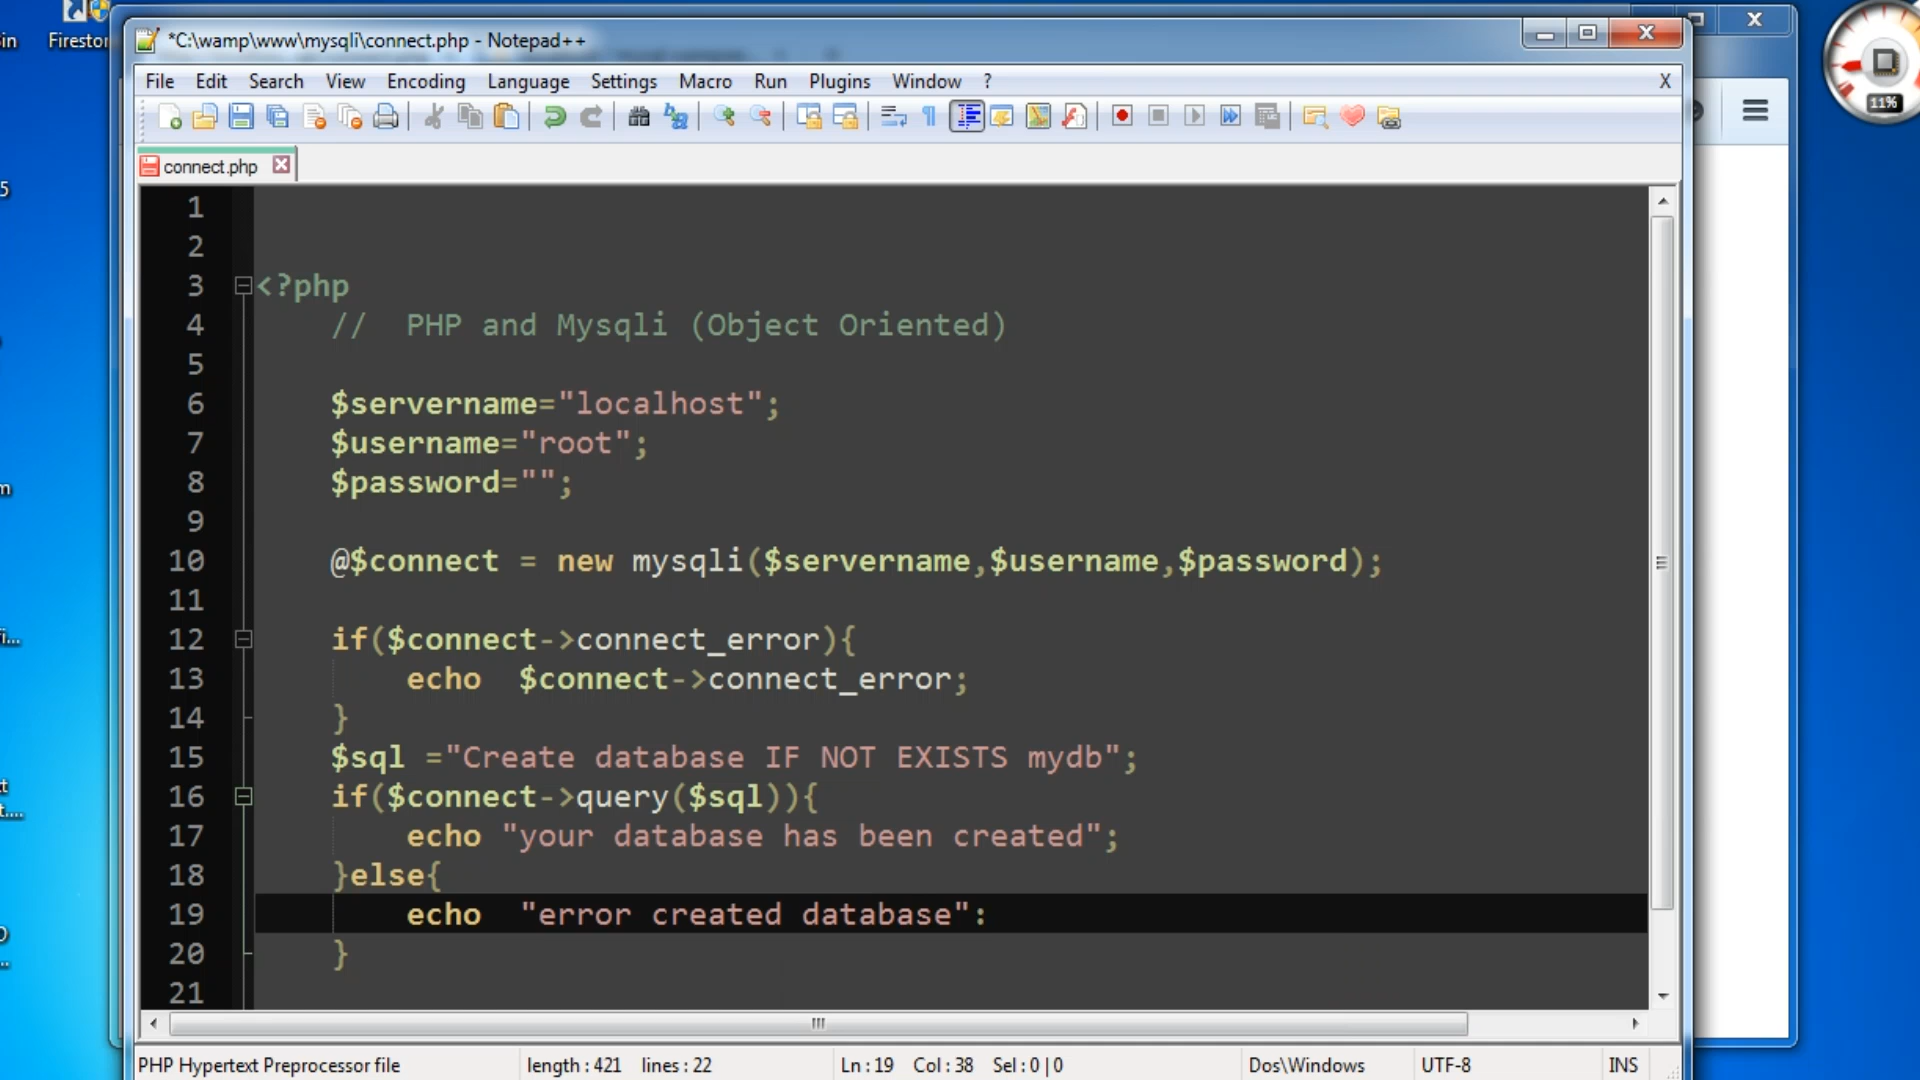 in
Firestor
*C:\wamp\www\mysqli\connect.php - Notepad++
File Edit Search View Encoding Language Settings Macro Run Plugins Window ? X
connect.php
11%
1
2
3 <?php
4 // PHP and Mysqli (Object Oriented)
5
6 $servername="localhost";
7 $username="root";
8 $password="";
9
10 @$connect = new mysqli($servername,$username,$password);
11
12 if($connect->connect_error){
13 echo $connect->connect_error;
14 }
15 $sql ="Create database IF NOT EXISTS mydb";
16 if($connect->query($sql)){
17 echo "your database has been created";
18 }else{
19 echo "error created database":
20 }
21
PHP Hypertext Preprocessor file length : 421 lines : 22 Ln : 19 Col : 38 Sel : 0 | 0 Dos\Windows UTF-8 INS